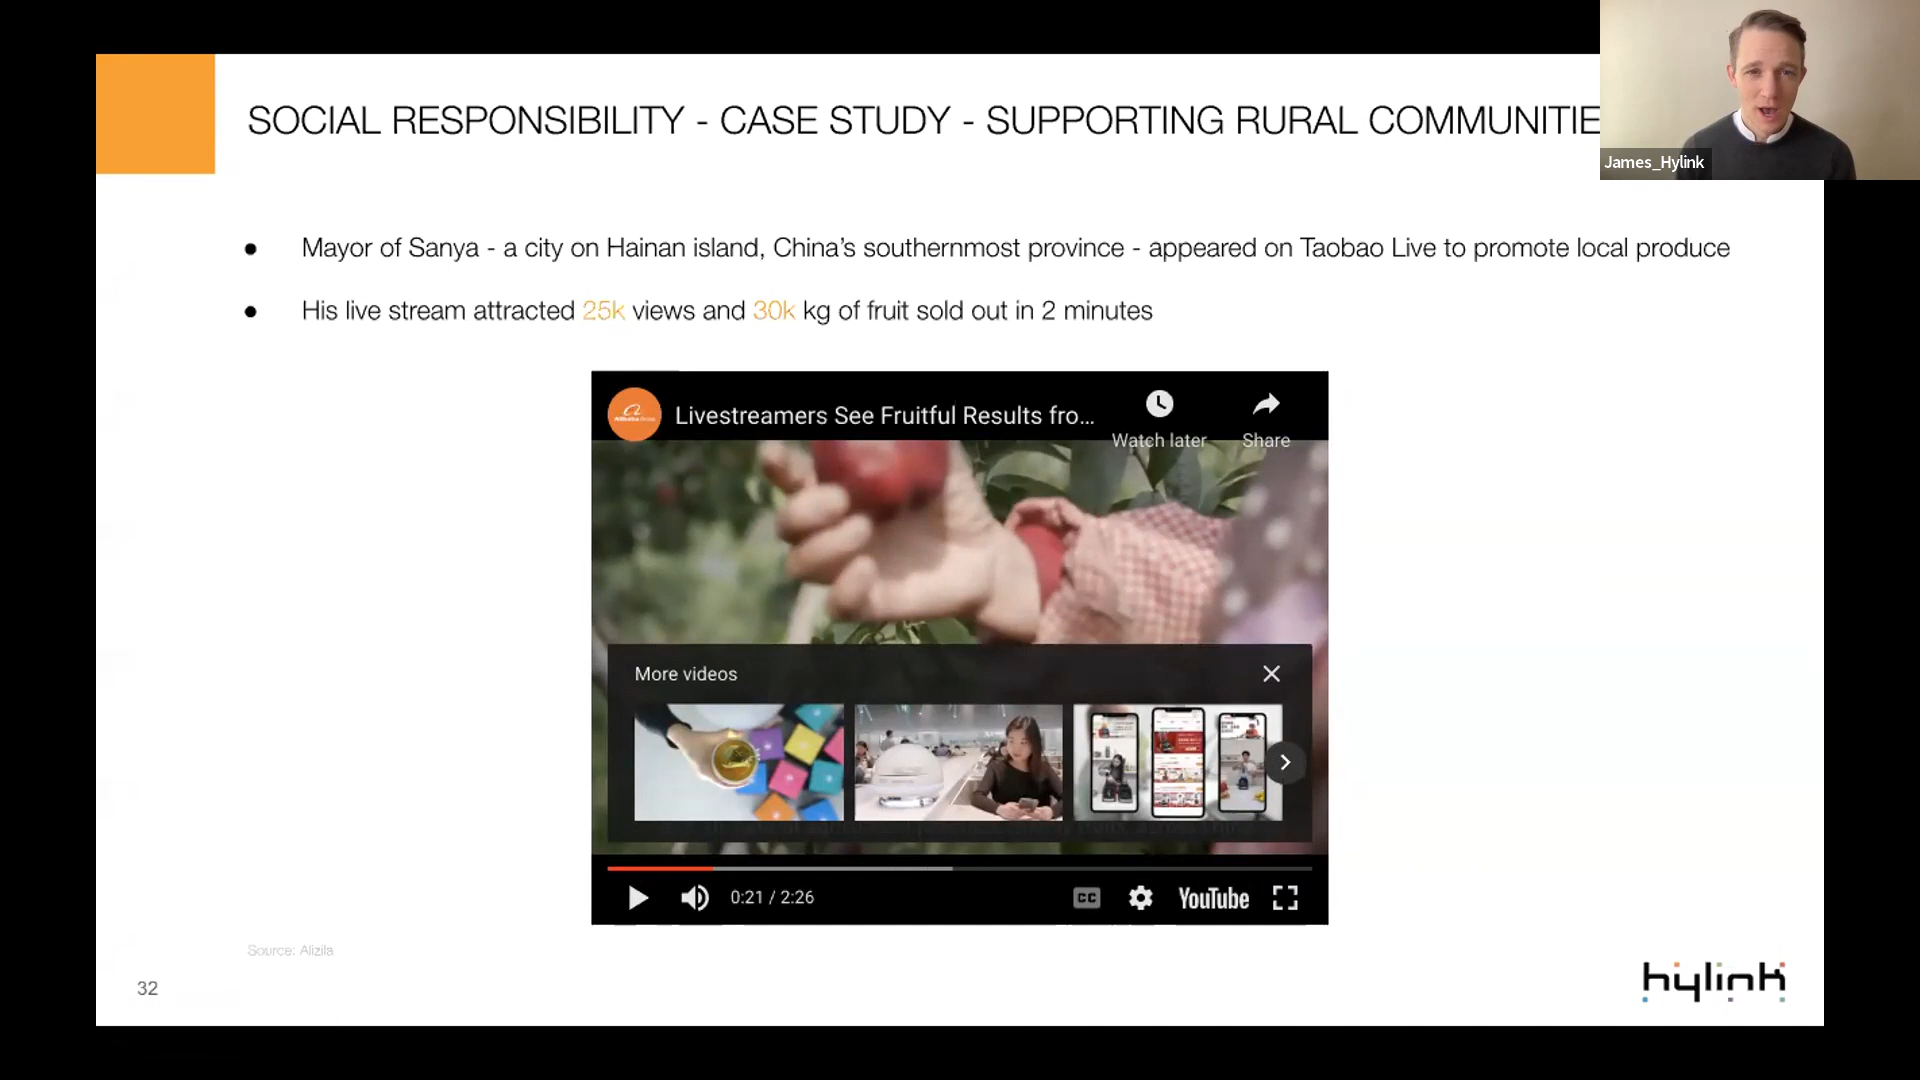 SOCIAL RESPONSIBILITY - CASE STUDY - SUPPORTING RURAL COMMUNITIE
James_Hylink
● Mayor of Sanya - a city on Hainan island, China’s southernmost province - appeared on Taobao Live to promote local produce
● His live stream attracted 25k views and 30k kg of fruit sold out in 2 minutes
Livestreamers See Fruitful Results fro...
Watch later
Share
More videos
0:21 / 2:26
CC
YouTube
Source: Alizila
32
hylink